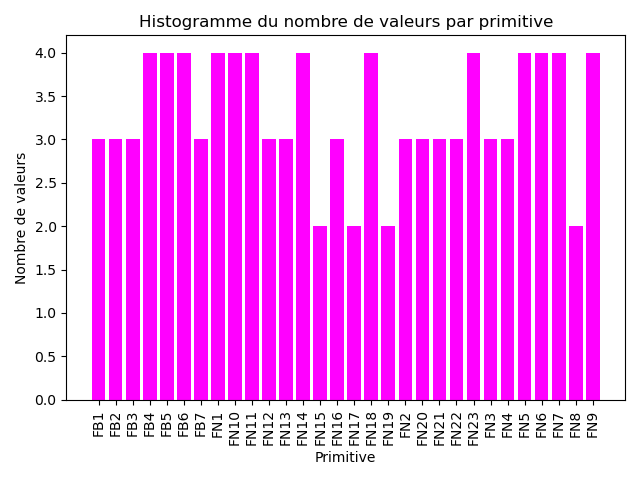 Histogramme du nombre de valeurs par primitive
Nombre de valeurs
4.0
3.5
3.0
2.5
2.0
1.5
1.0
0.5
0.0
FB1 FB2 FB3 FB4 FB5 FB6 FB7 FN1 FN10 FN11 FN12 FN13 FN14 FN15 FN16 FN17 FN18 FN19 FN2 FN20 FN21 FN22 FN23 FN3 FN4 FN5 FN6 FN7 FN8 FN9
Primitive